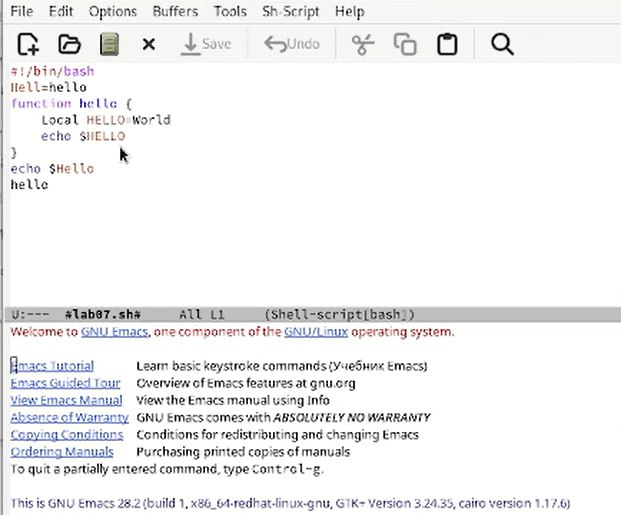 File Edit Options Buffers Tools Sh-Script Help
Save Undo
#!/bin/bash
Hell=hello
function hello {
    Local HELLO=World
    echo $HELLO
}
echo $Hello
hello
U:--- #lab07.sh# All L1 (Shell-script[bash])
Welcome to GNU Emacs, one component of the GNU/Linux operating system.
Emacs Tutorial Learn basic keystroke commands (Учебник Emacs)
Emacs Guided Tour Overview of Emacs features at gnu.org
View Emacs Manual View the Emacs manual using Info
Absence of Warranty GNU Emacs comes with ABSOLUTELY NO WARRANTY
Copying Conditions Conditions for redistributing and changing Emacs
Ordering Manuals Purchasing printed copies of manuals
To quit a partially entered command, type Control-g.
This is GNU Emacs 28.2 (build 1, x86_64-redhat-linux-gnu, GTK+ Version 3.24.35, cairo version 1.17.6)